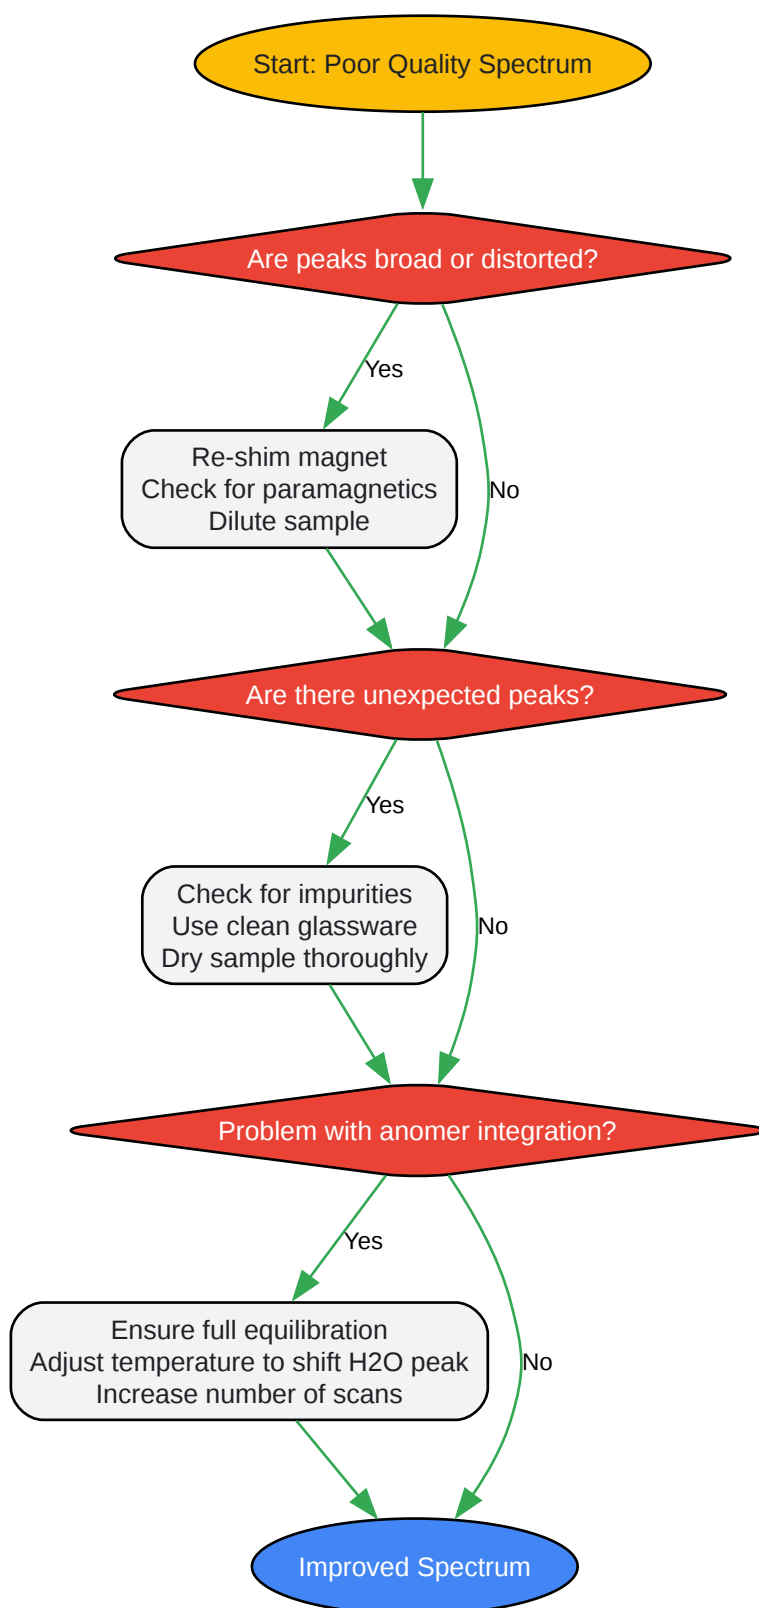 Start: Poor Quality Spectrum
Are peaks broad or distorted?
Yes
Re-shim magnet
Check for paramagnetics
Dilute sample
No
Are there unexpected peaks?
Yes
Check for impurities
Use clean glassware
Dry sample thoroughly
No
Problem with anomer integration?
Yes
Ensure full equilibration
Adjust temperature to shift H2O peak
Increase number of scans
No
Improved Spectrum